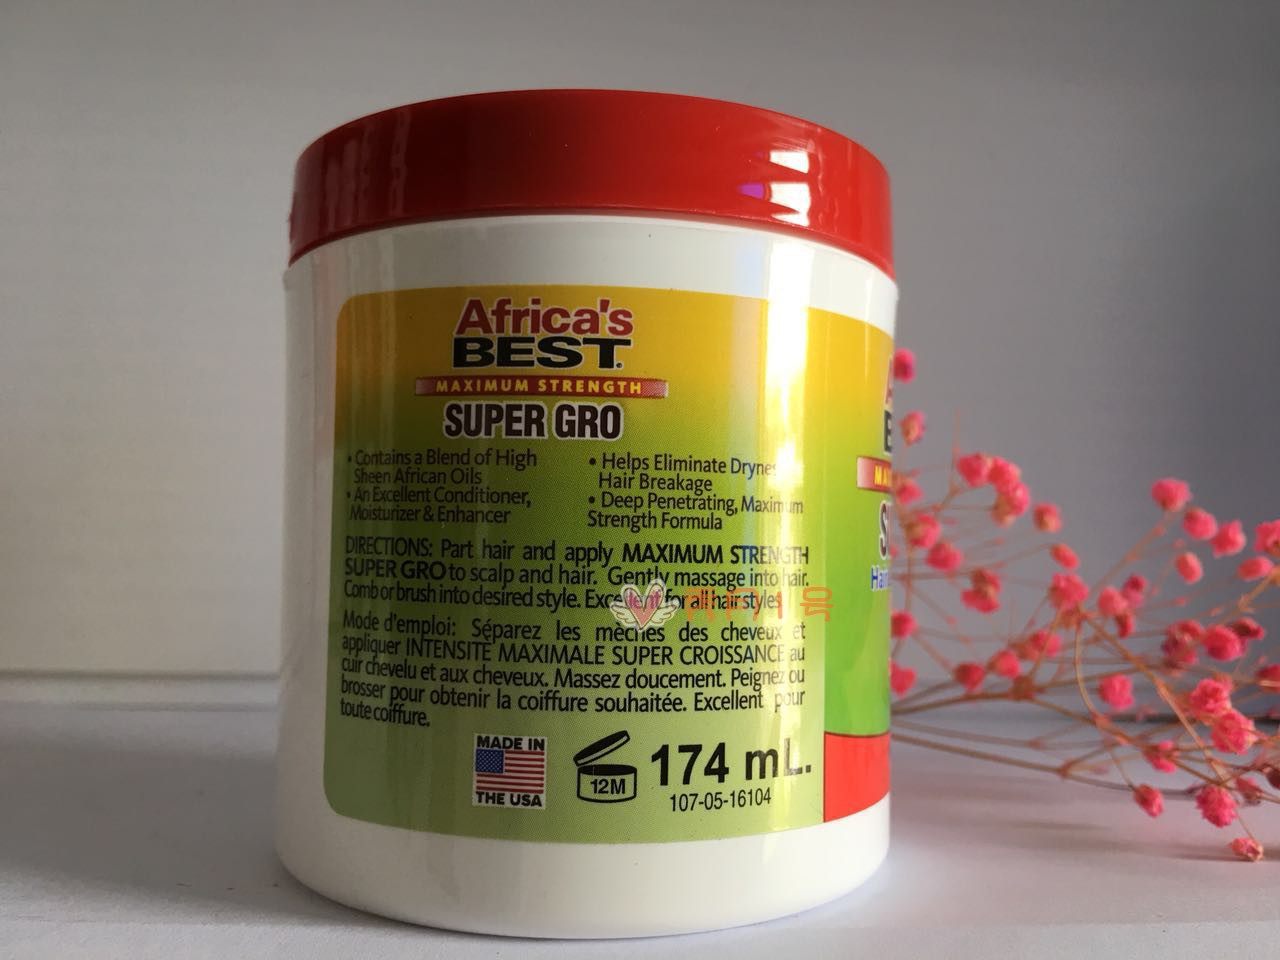 Africa's
BEST
MAXIMUM STRENGTH
SUPER GRO
• Contains a Blend of High
Sheen African Oils
• An Excellent Conditioner,
Moisturizer & Enhancer
• Helps Eliminate
Hair Breakage
• Deep Penetrating, Maximum
Strength Formula
DIRECTIONS: Part hair and apply MAXIMUM STRENGTH
SUPER GRO to scalp and hair. Gently massage into hair.
Comb or brush into desired style. Excellent for all hair styles.
Mode d'emploi: Séparez les mèches des cheveux et
appliquer INTENSITE MAXIMALE SUPER CROISSANCE au
cuir chevelu et aux cheveux. Massez doucement. Peignez ou
brosser pour obtenir la coiffure souhaitée. Excellent pour
toute coiffure.
MADE IN
THE USA
12M
174 mL.
107-05-16104